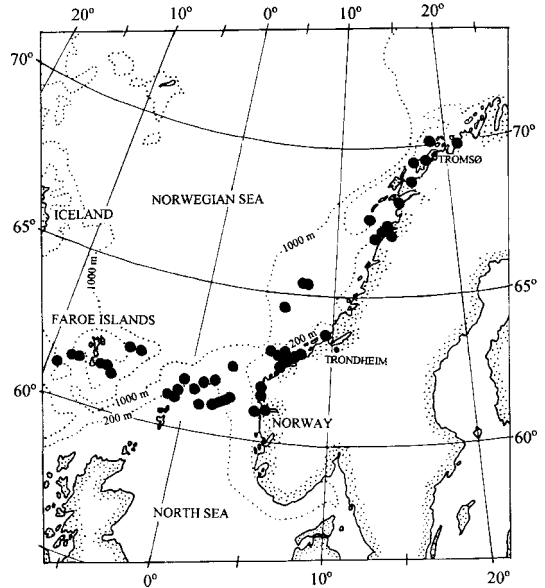 20° 10° 0° 10° 20°
70°
70°
TROMSØ
NORWEGIAN SEA
ICELAND
65°
1000 m
1000 m
65°
FAROE ISLANDS
200 m
TRONDHEIM
60°
1000 m
200 m
NORWAY
60°
NORTH SEA
0° 10° 20°